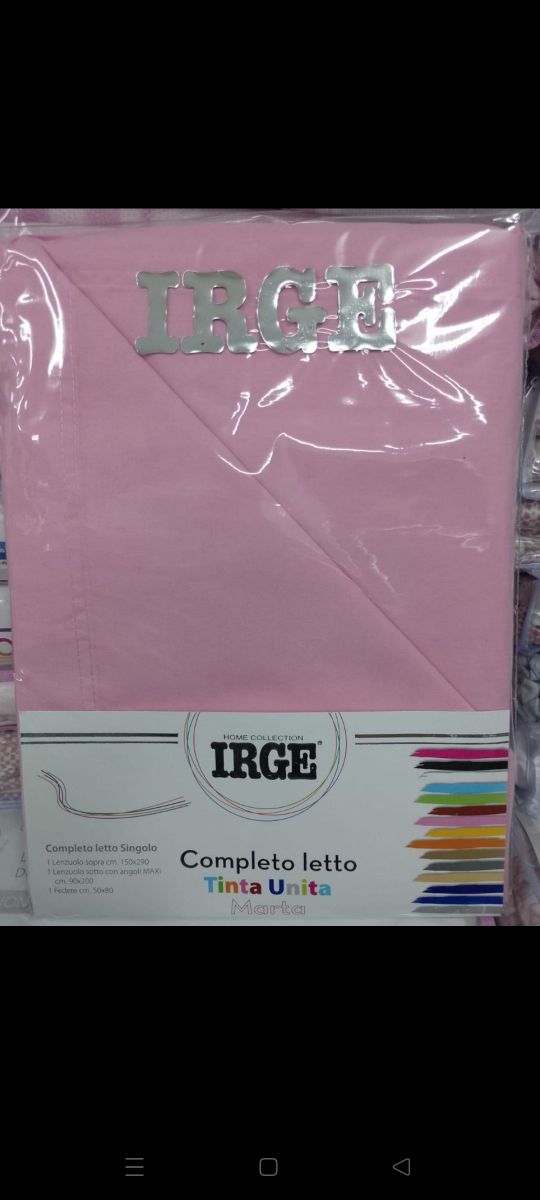 IRGE
HOME COLLECTION
IRGE®
Completo letto Singolo
1 Lenzuolo sopra cm. 150x290
1 Lenzuolo sotto con angoli MAXI
cm. 90x200
1 Federe cm. 50x80
Completo letto
Tinta Unita
Marta